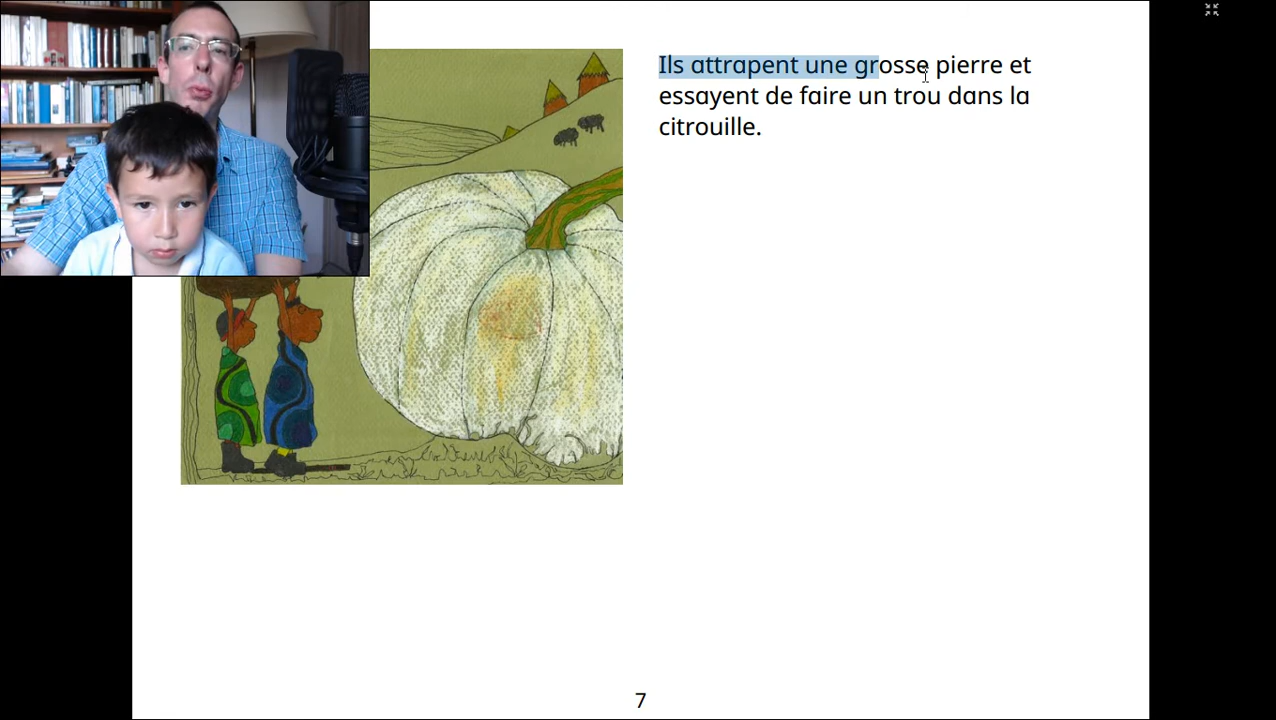 Ils attrapent une grosse pierre et
essayent de faire un trou dans la
citrouille.
7